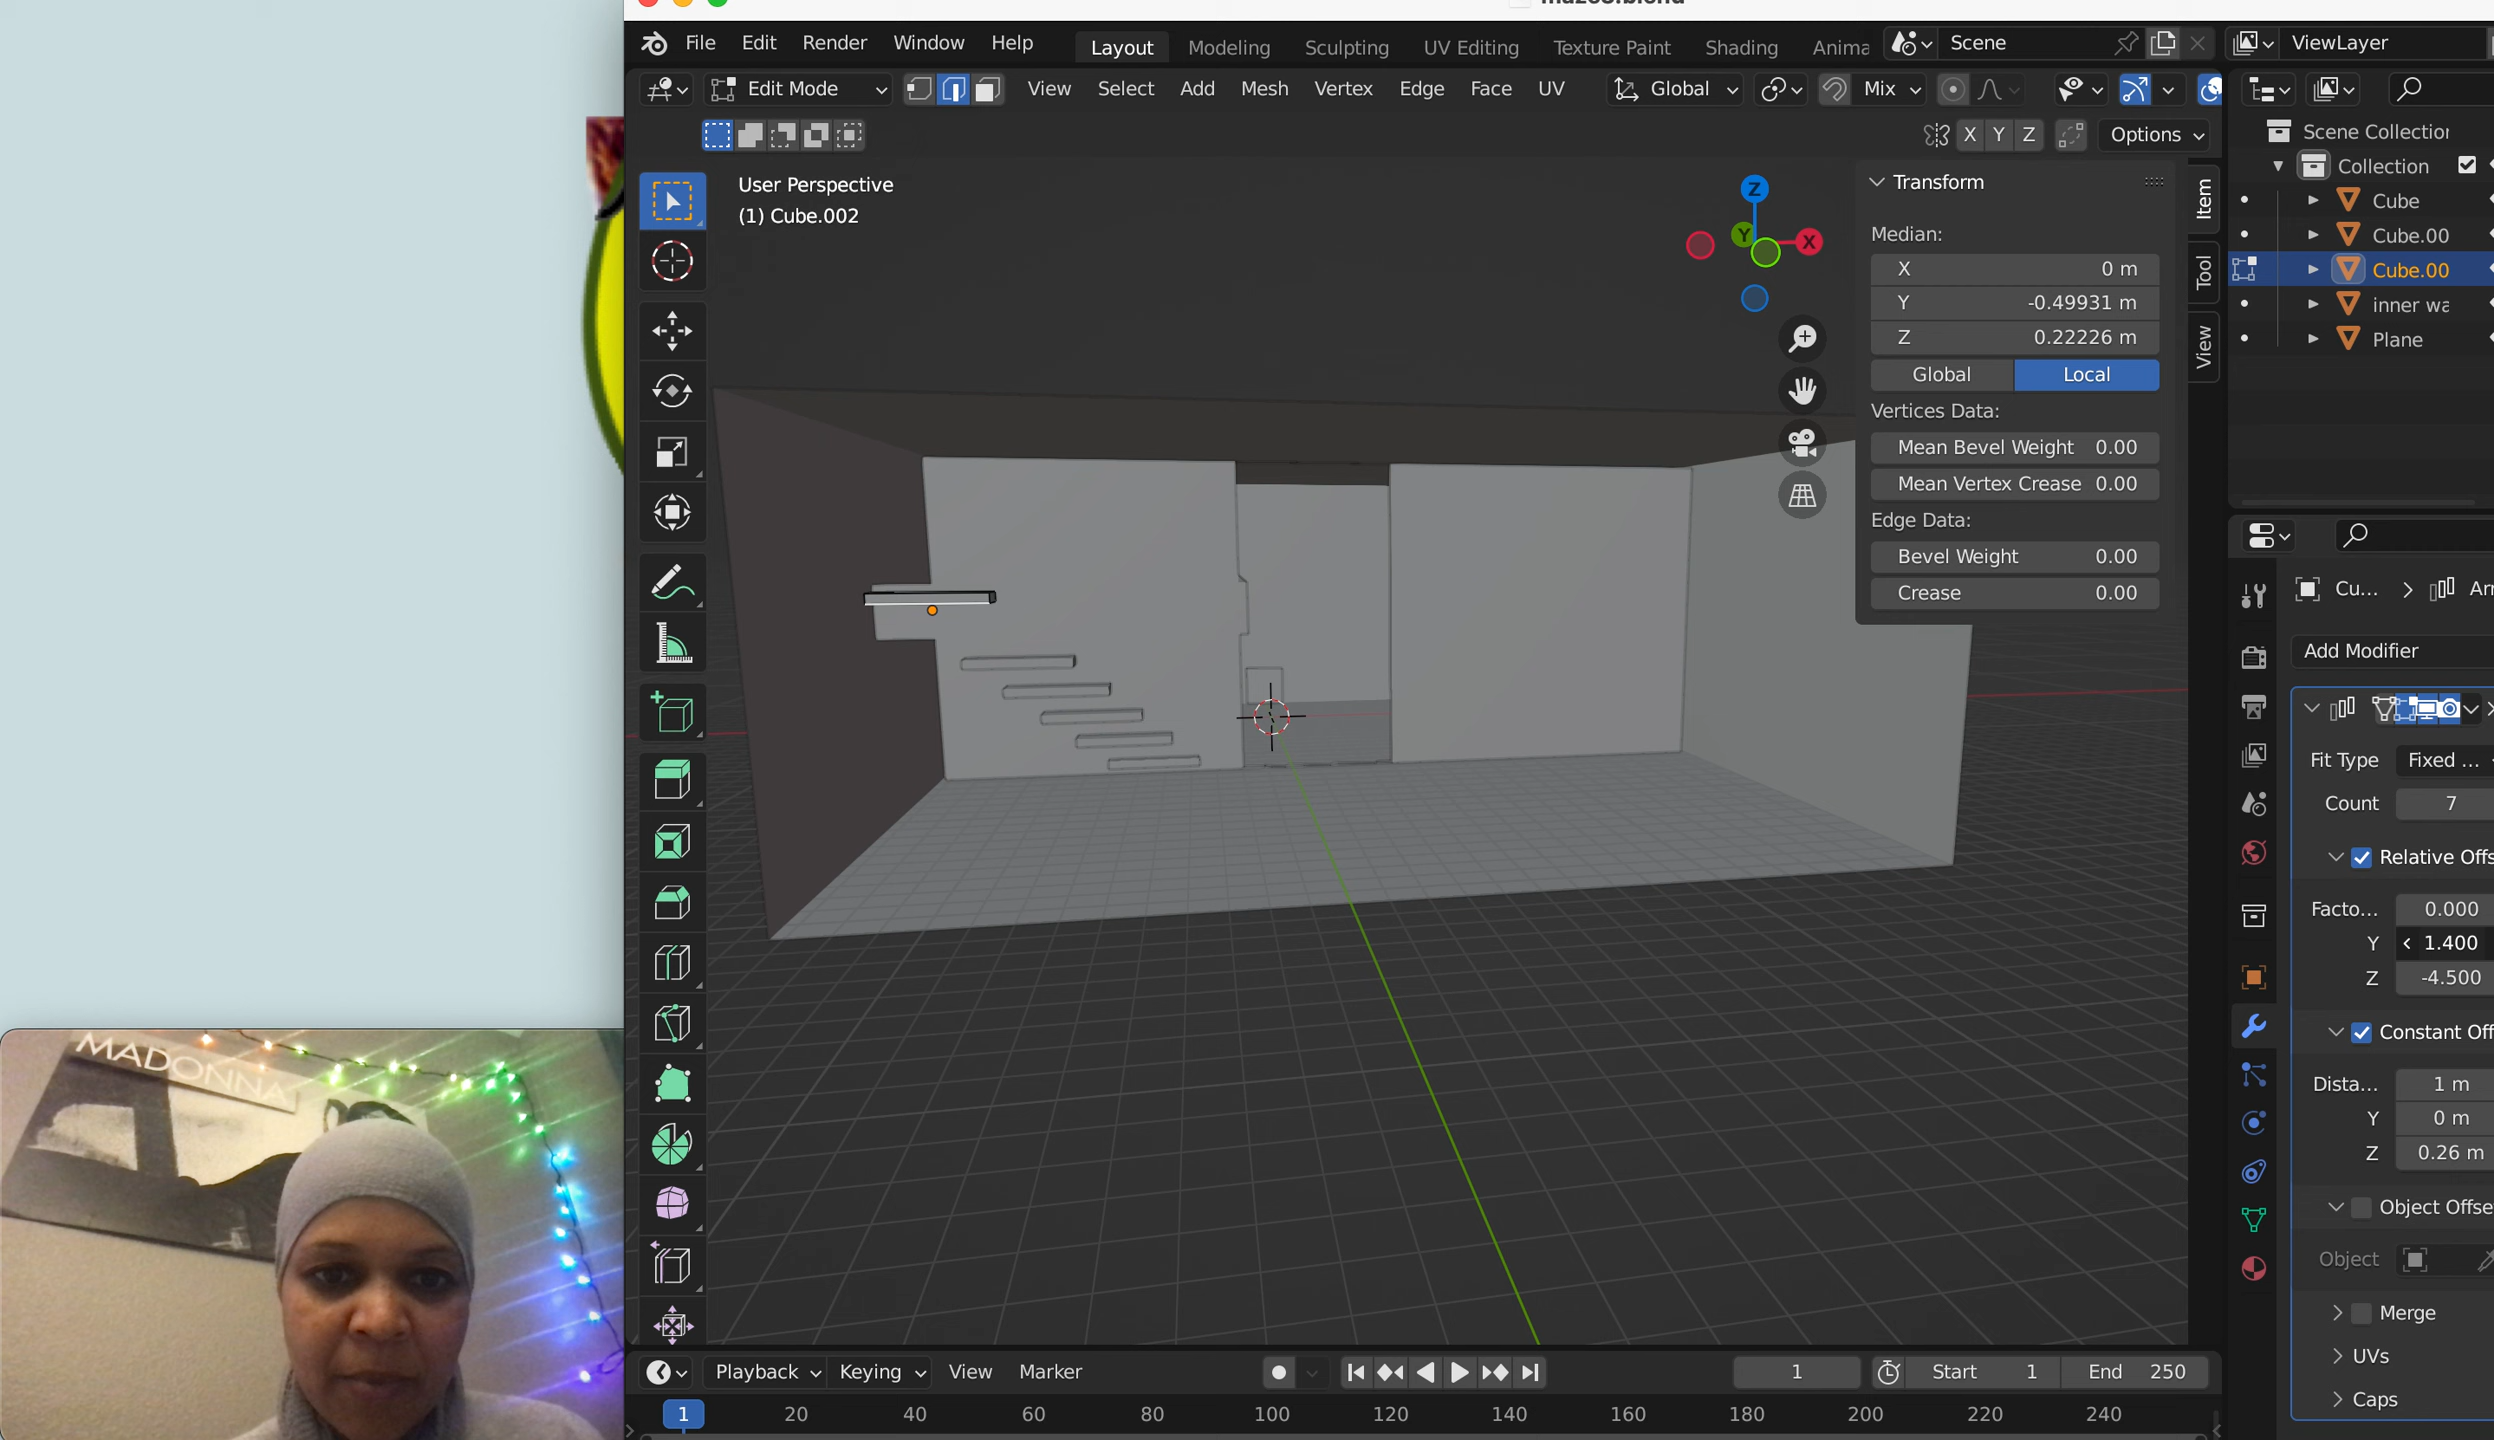 maze3.blend
File Edit Render Window Help Layout Modeling Sculpting UV Editing Texture Paint Shading Anima Scene ViewLayer
Edit Mode View Select Add Mesh Vertex Edge Face UV Global Mix
X Y Z Options
User Perspective
(1) Cube.002
Z
Y
X
Transform
Median:
X 0 m
Y -0.49931 m
Z 0.22226 m
Global Local
Vertices Data:
Mean Bevel Weight 0.00
Mean Vertex Crease 0.00
Edge Data:
Bevel Weight 0.00
Crease 0.00
Item
Tool
View
Scene Collection
Collection
Cube
Cube.00
Cube.00
inner wa
Plane
Cu... Arr
Add Modifier
Fit Type Fixed ...
Count 7
Relative Offs
Facto... 0.000
Y 1.400
Z -4.500
Constant Off
Dista... 1 m
Y 0 m
Z 0.26 m
Object Offse
Object
Merge
UVs
Caps
Playback Keying View Marker 1 Start 1 End 250
1 20 40 60 80 100 120 140 160 180 200 220 240
MADONNA